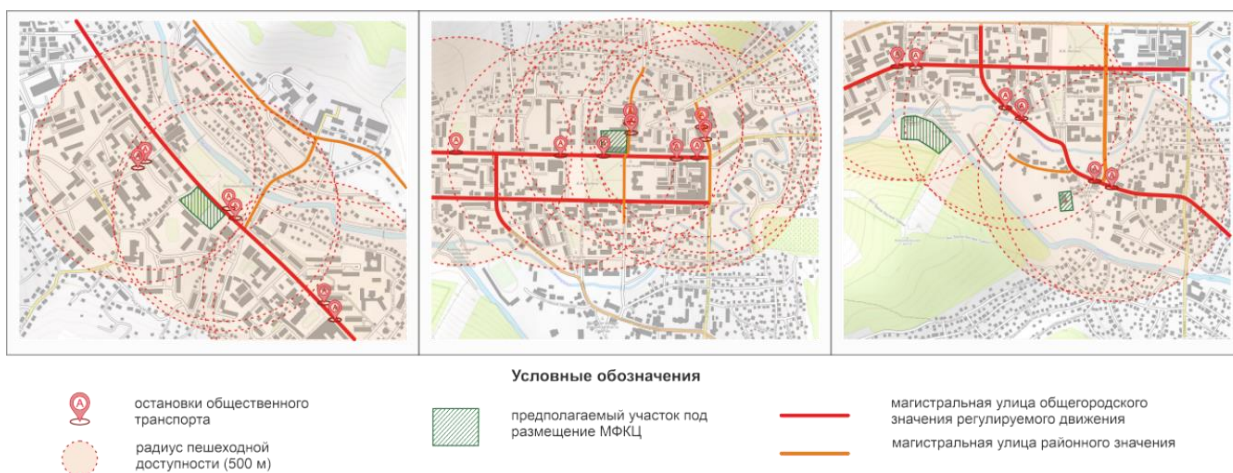 Условные обозначения
А
остановки общественного
транспорта
радиус пешеходной
доступности (500 м)
предполагаемый участок под
размещение МФКЦ
магистральная улица общегородского
значения регулируемого движения
магистральная улица районного значения